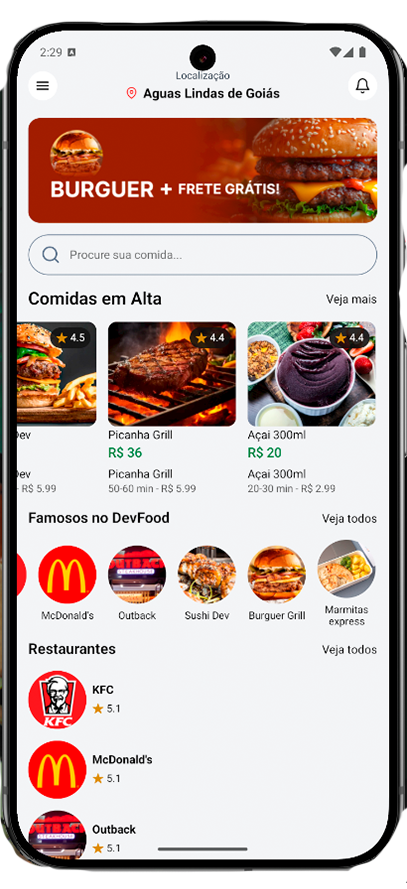 2:29 A
Localização
Aguas Lindas de Goiás
BURGUER + FRETE GRÁTIS!
Procure sua comida...
Comidas em Alta
Veja mais
4.5
4.4
4.4
Dev
Picanha Grill
Açai 300ml
R$ 36
R$ 20
Dev
Picanha Grill
Açai 300ml
- R$ 5.99
50-60 min - R$ 5.99
20-30 min - R$ 2.99
Famosos no DevFood
Veja todos
McDonald's
Outback
Sushi Dev
Burguer Grill
Marmitas
express
Restaurantes
Veja todos
KFC
KFC
5.1
McDonald's
5.1
OUTBACK
Outback
5.1